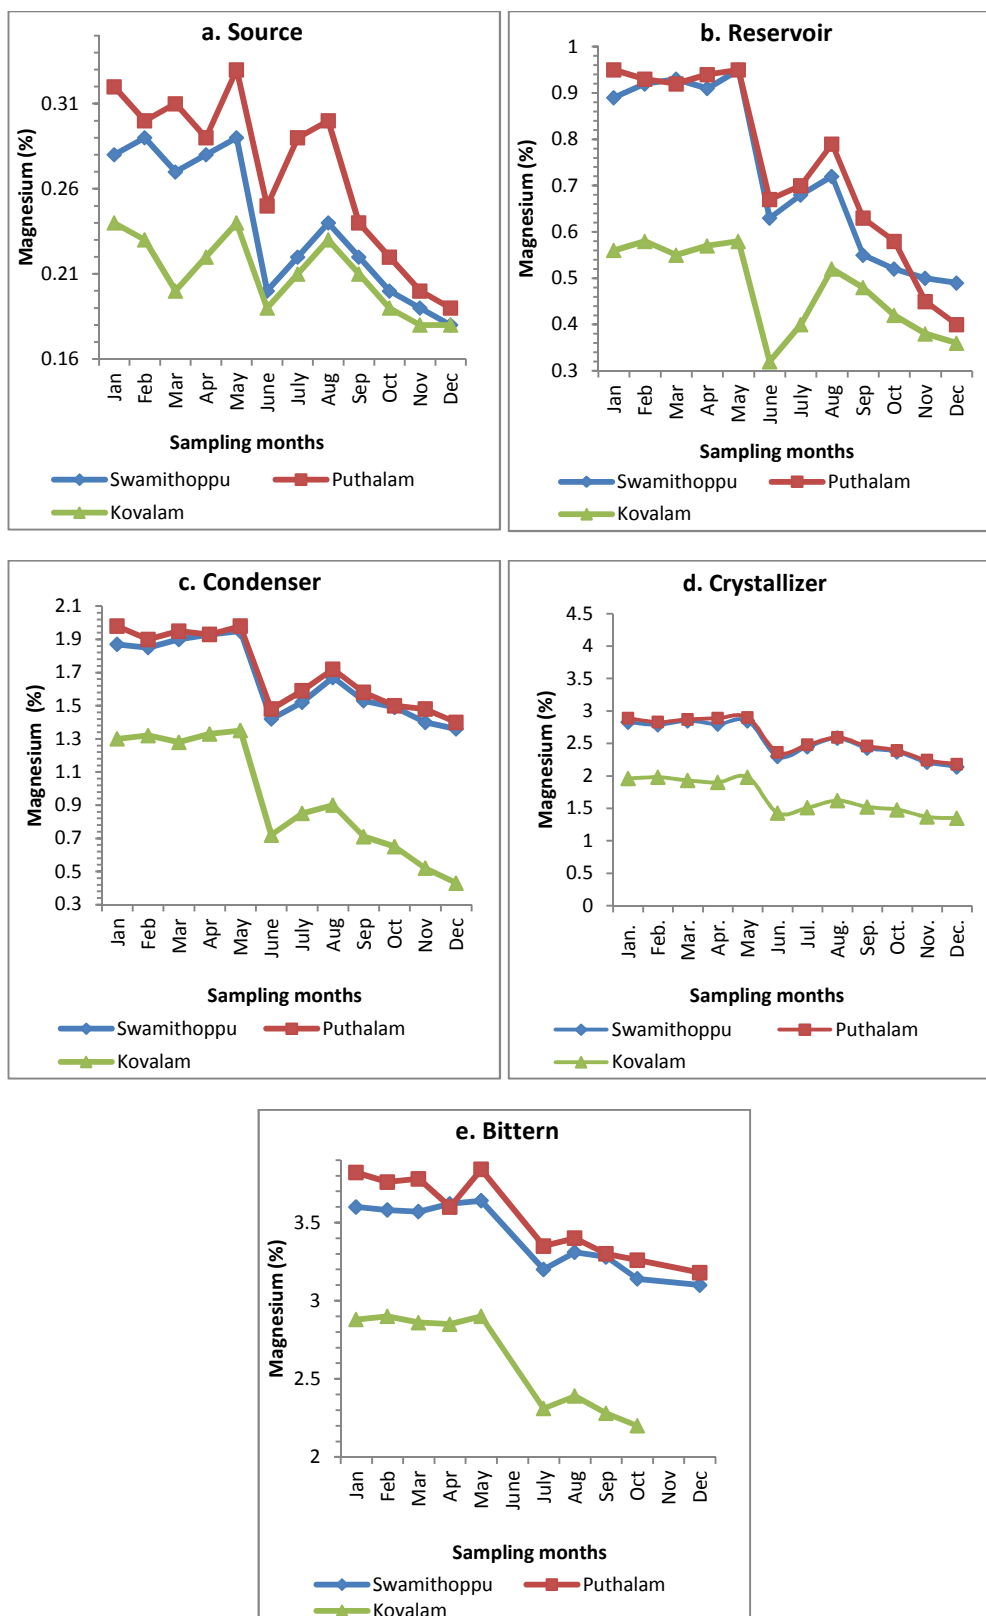 a. Source
Magnesium (%)
0.31
0.26
0.21
0.16
Jan Feb Mar Apr May June July Aug Sep Oct Nov Dec
Sampling months
Swamithoppu Puthalam
Kovalam
b. Reservoir
Magnesium (%)
1
0.9
0.8
0.7
0.6
0.5
0.4
0.3
Jan Feb Mar Apr May June July Aug Sep Oct Nov Dec
Sampling months
Swamithoppu Puthalam
Kovalam
c. Condenser
Magnesium (%)
2.1
1.9
1.7
1.5
1.3
1.1
0.9
0.7
0.5
0.3
Jan Feb Mar Apr May June July Aug Sep Oct Nov Dec
Sampling months
Swamithoppu Puthalam
Kovalam
d. Crystallizer
Magnesium (%)
4.5
4
3.5
3
2.5
2
1.5
1
0.5
0
Jan. Feb. Mar. Apr. May Jun. Jul. Aug. Sep. Oct. Nov. Dec.
Sampling months
Swamithoppu Puthalam
Kovalam
e. Bittern
Magnesium (%)
3.5
3
2.5
2
Jan Feb Mar Apr May June July Aug Sep Oct Nov Dec
Sampling months
Swamithoppu Puthalam
Kovalam